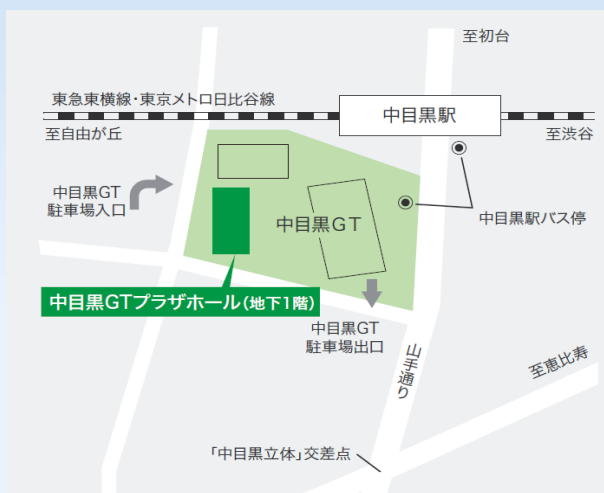 至初台
東急東横線・東京メトロ日比谷線
中目黒駅
至自由が丘
至渋谷
中目黒GT
駐車場入口
中目黒GT
中目黒駅バス停
中目黒GTプラザホール(地下1階)
中目黒GT
駐車場出口
山手通り
至恵比寿
「中目黒立体」交差点